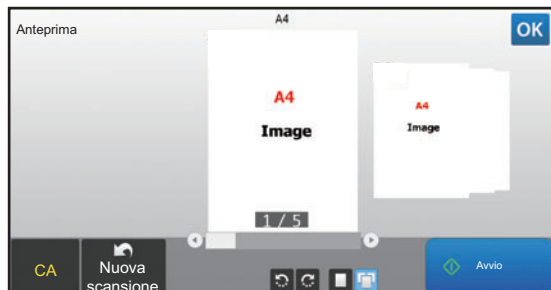 Anteprima
A4
OK
A4
Image
A4
Image
1 / 5
CA
Nuova
scansione
Avvio